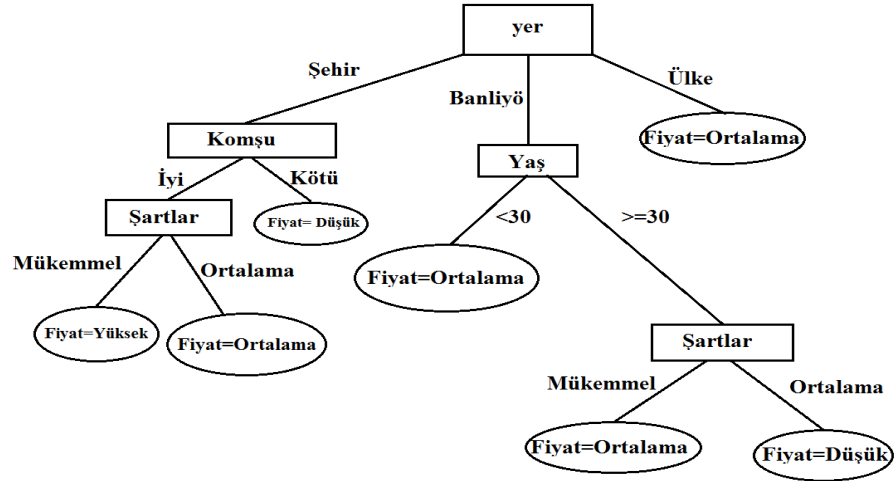 yer
Şehir
Banliyö
Ülke
Komşu
Fiyat=Ortalama
Yaş
İyi
Kötü
Şartlar
Fiyat= Düşük
<30
>=30
Mükemmel
Ortalama
Fiyat=Ortalama
Fiyat=Yüksek
Fiyat=Ortalama
Şartlar
Mükemmel
Ortalama
Fiyat=Ortalama
Fiyat=Düşük